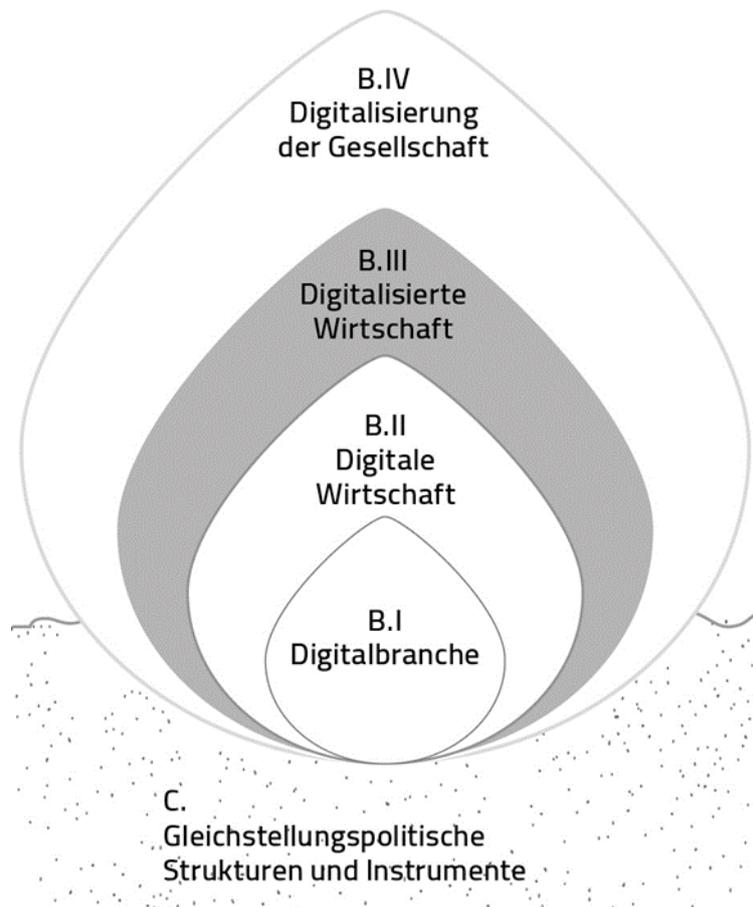 B.IV
Digitalisierung
der Gesellschaft
B.III
Digitalisierte
Wirtschaft
B.II
Digitale
Wirtschaft
B.I
Digitalbranche
C.
Gleichstellungspolitische
Strukturen und Instrumente